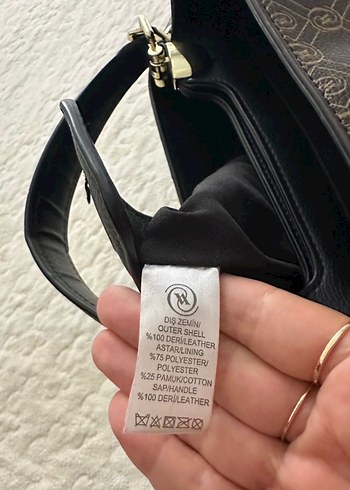 DIŞ ZEMİN/
OUTER SHELL
%100 DERİ/LEATHER
ASTAR/LINING
%75 POLYESTER/
POLYESTER
%25 PAMUK/COTTON
SAP/HANDLE
%100 DERİ/LEATHER